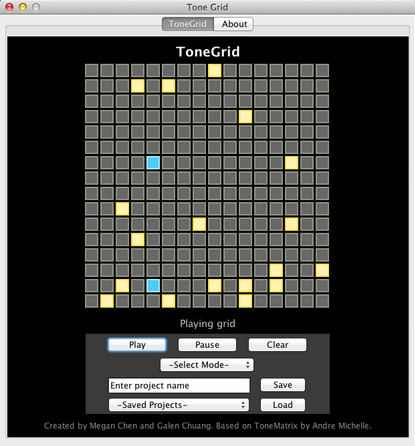 Tone Grid
ToneGrid About
ToneGrid
Playing grid
Play Pause Clear
-Select Mode-
Enter project name Save
-Saved Projects- Load
Created by Megan Chen and Galen Chuang. Based on ToneMatrix by Andre Michelle.